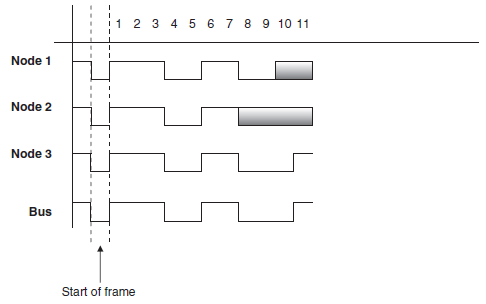 1 2 3 4 5 6 7 8 9 10 11
Node 1
Node 2
Node 3
Bus
Start of frame